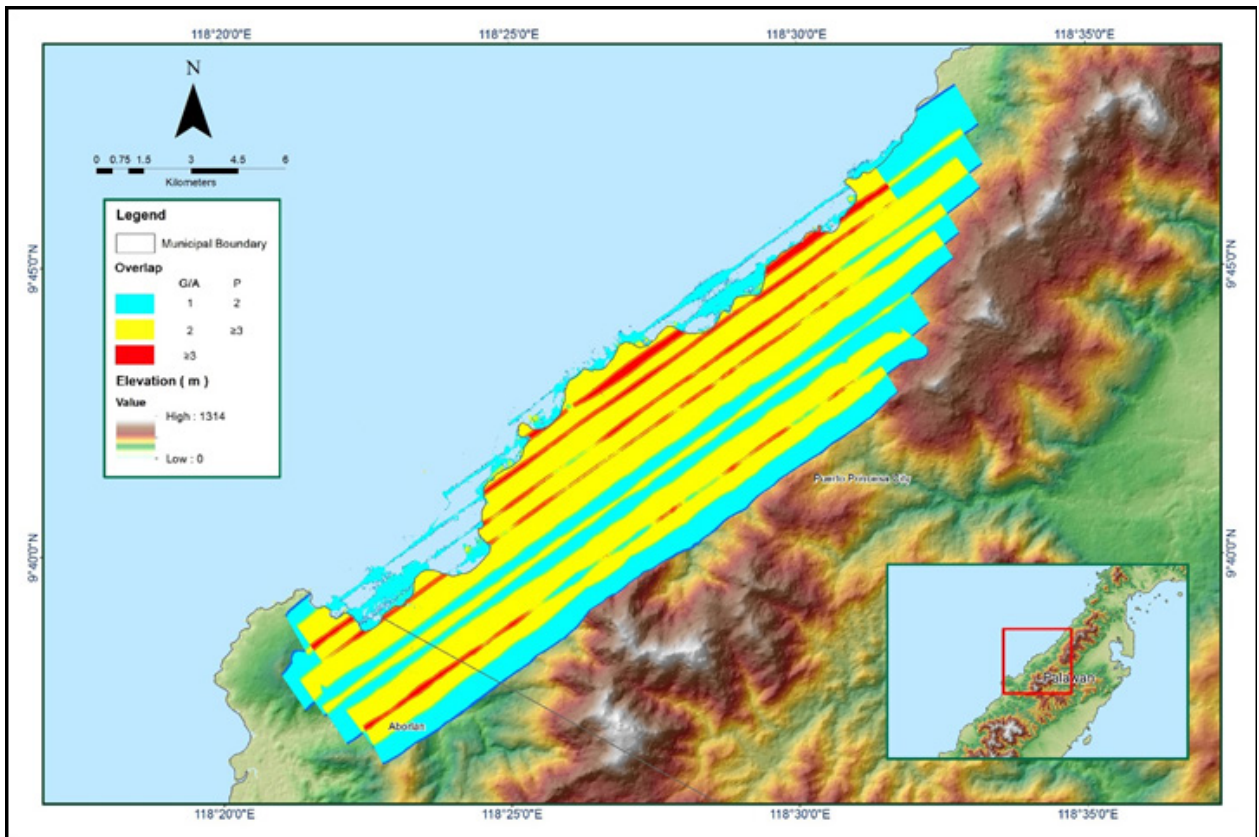 118°20'0"E 118°25'0"E 118°30'0"E 118°35'0"E
N
0 0.75 1.5 3 4.5 6
Kilometers
Legend
Municipal Boundary
Overlap
G/A P
1 2
2 ≥3
≥3
Elevation ( m )
Value
High : 1314
Low : 0
9°45'0"N 9°45'0"N
9°40'0"N 9°40'0"N
Puerto Princesa City
Aborlan
Palawan
118°20'0"E 118°25'0"E 118°30'0"E 118°35'0"E